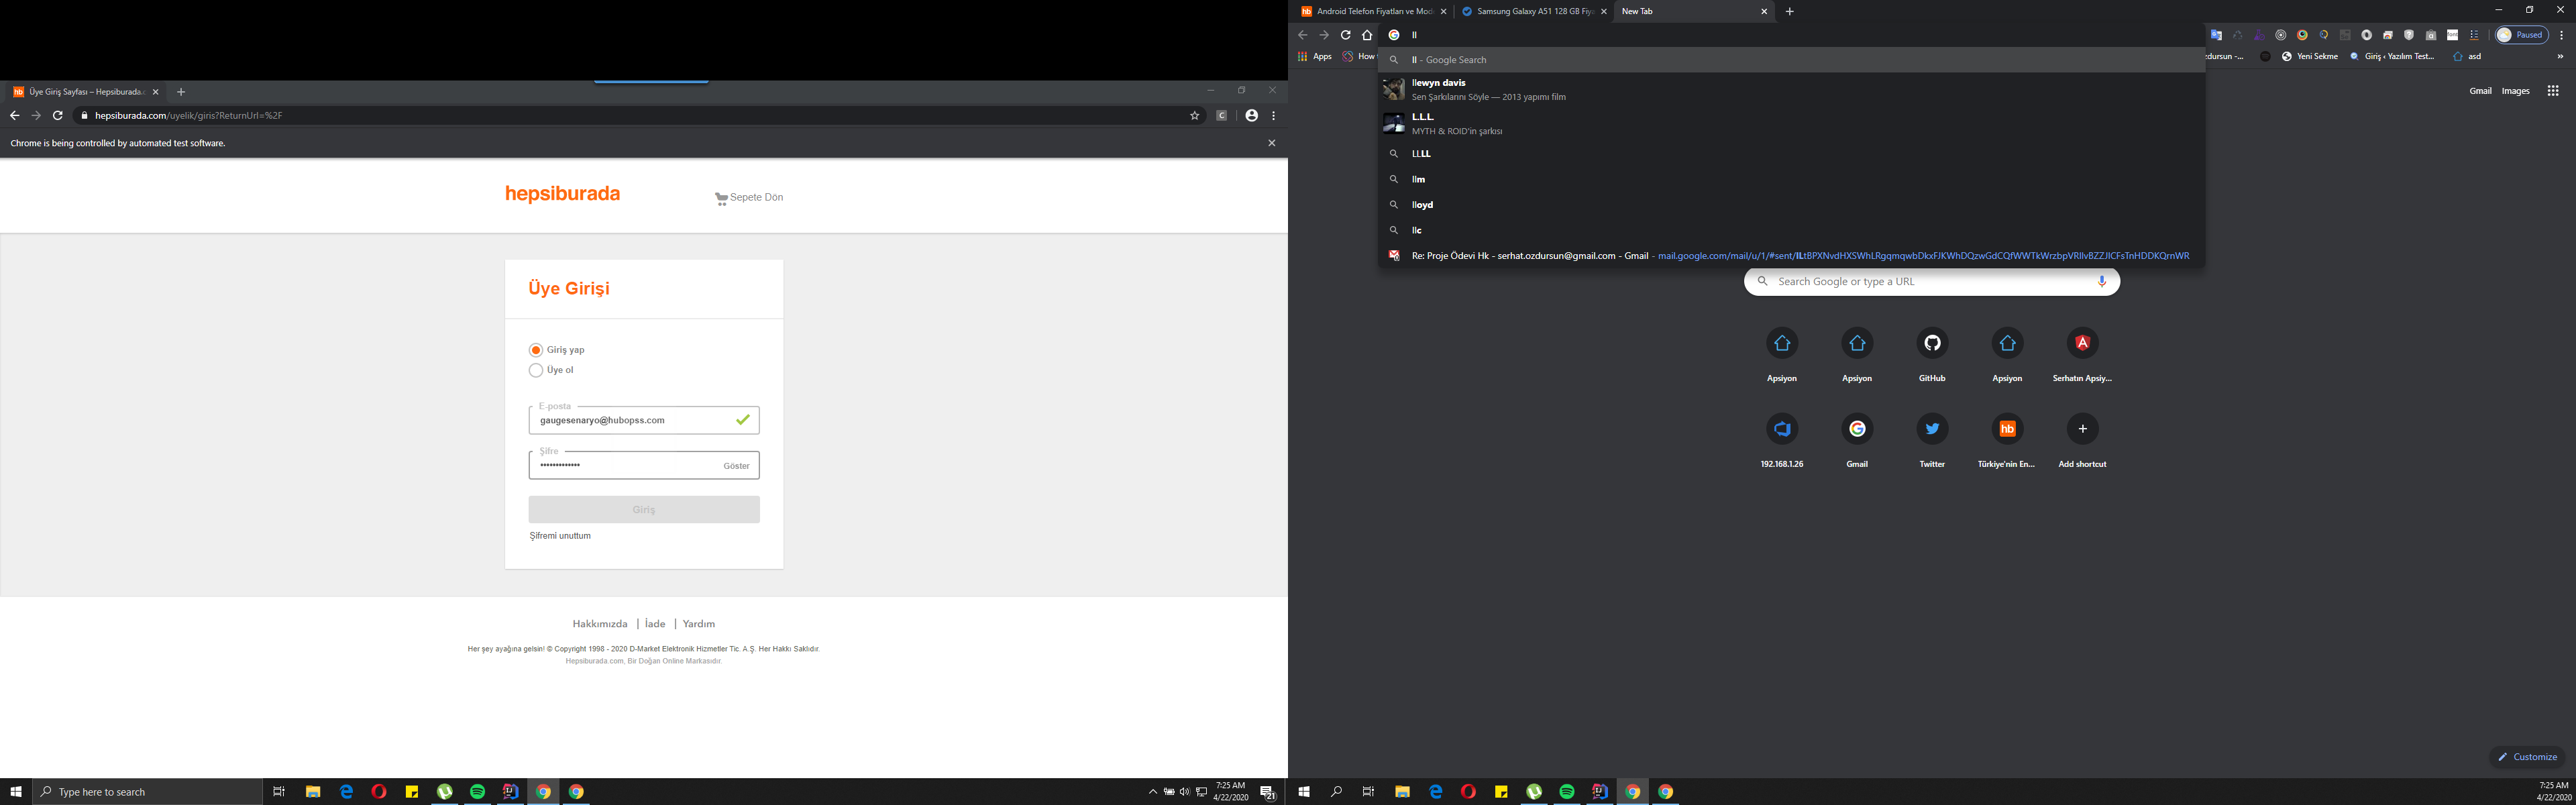 Üye Giriş Sayfası – Hepsiburada.c
hepsiburada.com/uyelik/giris?ReturnUrl=%2F
Chrome is being controlled by automated test software.
hepsiburada
Sepete Dön
Üye Girişi
Giriş yap
Üye ol
E-posta
gaugesenaryo@hubopss.com
Şifre
Göster
Giriş
Şifremi unuttum
Hakkımızda | İade | Yardım
Her şey ayağına gelsin! © Copyright 1998 - 2020 D-Market Elektronik Hizmetler Tic. A.Ş. Her Hakkı Saklıdır.
Hepsiburada.com, Bir Doğan Online Markasıdır.
Type here to search
7:25 AM
4/22/2020
21
Android Telefon Fiyatları ve Mod
Samsung Galaxy A51 128 GB Fiy
New Tab
ll
Paused
Apps
How
zdursun -...
Yeni Sekme
Giriş ‹ Yazılım Test...
asd
ll - Google Search
llewyn davis
Sen Şarkılarını Söyle — 2013 yapımı film
L.L.L.
MYTH & ROID'in şarkısı
LLLL
llm
lloyd
llc
Re: Proje Ödevi Hk - serhat.ozdursun@gmail.com - Gmail - mail.google.com/mail/u/1/#sent/
Gmail Images
Search Google or type a URL
Apsiyon
Apsiyon
GitHub
Apsiyon
Serhatın Apsiy...
192.168.1.26
Gmail
Twitter
Türkiye'nin En...
Add shortcut
Customize
7:25 AM
4/22/2020